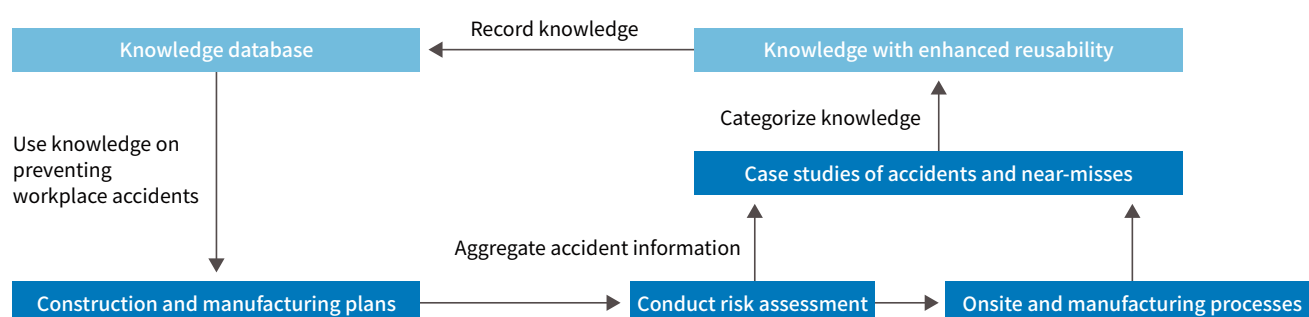 Record knowledge
Knowledge database
Knowledge with enhanced reusability
Categorize knowledge
Use knowledge on
preventing
workplace accidents
Case studies of accidents and near-misses
Aggregate accident information
Construction and manufacturing plans
Conduct risk assessment
Onsite and manufacturing processes